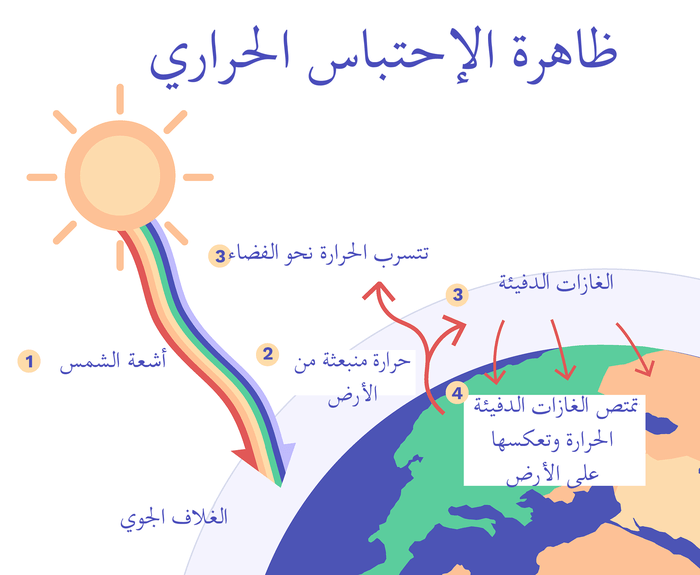 ظاهرة الإحتباس الحراري
3 تتسرب الحرارة نحو الفضاء
3 الغازات الدفيئة
1 أشعة الشمس
2 حرارة منبعثة من
الأرض
4 تمتص الغازات الدفيئة
الحرارة وتعكسها
على الأرض
الغلاف الجوي